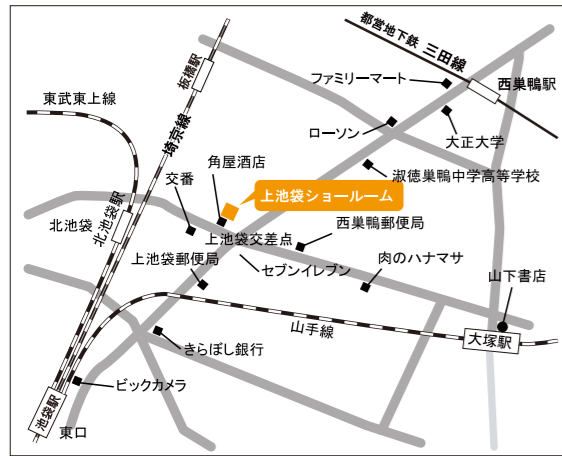 都営地下鉄 三田線
板橋駅
ファミリーマート
西巣鴨駅
東武東上線
埼京線
ローソン
大正大学
角屋酒店
淑徳巣鴨中学高等学校
交番
上池袋ショールーム
北池袋
北池袋駅
上池袋交差点
西巣鴨郵便局
上池袋郵便局
セブンイレブン
肉のハナマサ
山下書店
山手線
大塚駅
きらぼし銀行
ビックカメラ
池袋駅
東口